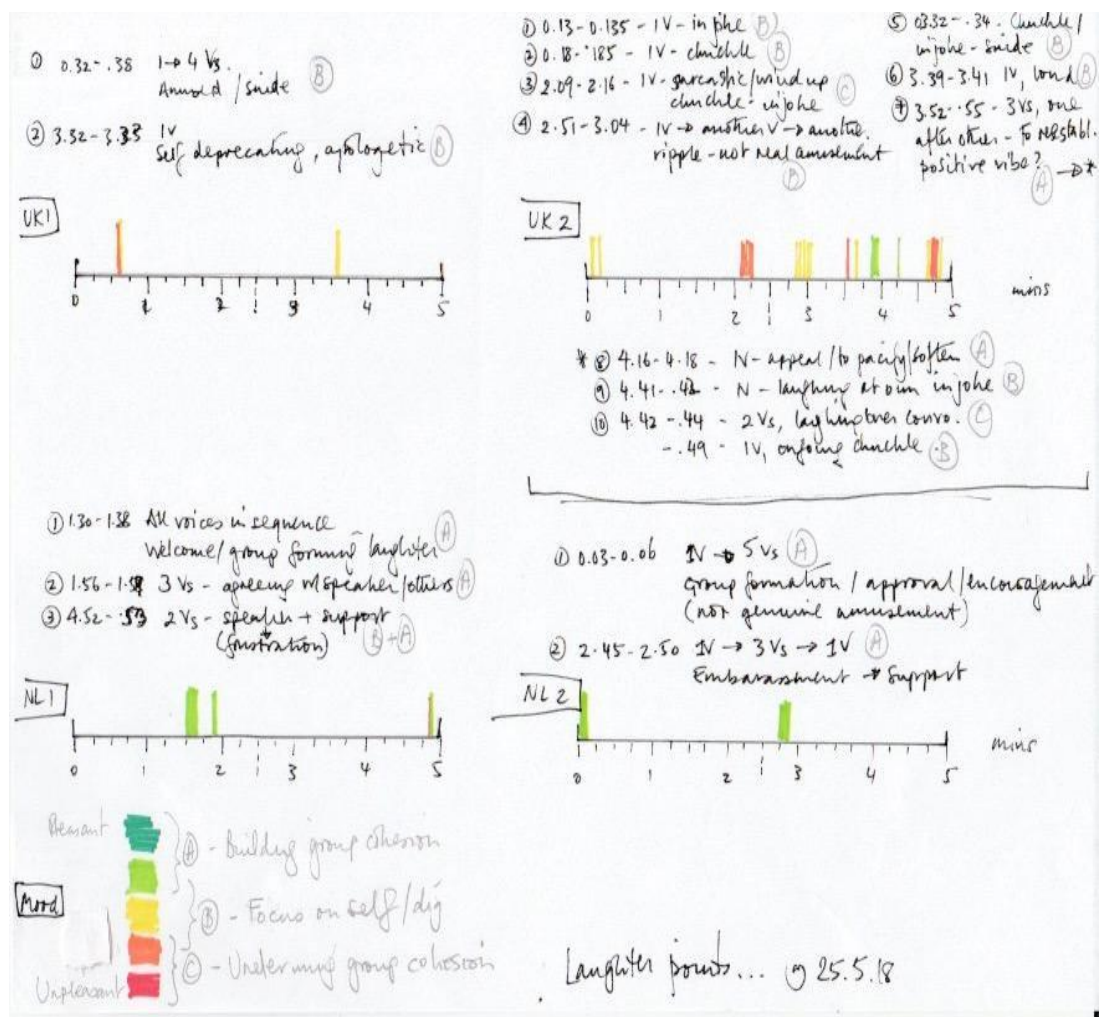 ① 0.32-.38 1→4 Vs.
Amused / snide Ⓑ
② 3.32-3.33 1V
Self deprecating, apologetic Ⓑ
UK1
0 1 2 3 4 5
① 0.13-0.135 - 1V - in joke Ⓑ
② 0.18-.185 - 1V - chuckle Ⓑ
③ 2.09-2.16 - 1V - sarcastic/wind up
chuckle - injoke Ⓒ
④ 2.51-3.04 - 1V → another V → another.
ripple - not real amusement
Ⓑ
⑤ 03.32-.34. Chuckle /
injoke - snide Ⓑ
⑥ 3.39-3.41 1V, loud Ⓑ
⑦ 3.52-.55 - 3Vs, one
after other - to reestabl.
positive vibe?
Ⓐ → *
UK 2
0 1 2 3 4 5 mins
* ⑧ 4.16-4.18 - 1V - appeal / to pacify/soften Ⓐ
⑨ 4.41-.42 - 1V - laughing at own injoke Ⓑ
⑩ 4.42-.44 - 2 Vs, laughing over convo. Ⓒ
-.49 - 1V, ongoing chuckle Ⓑ
① 1.30-1.38 All voices in sequence
Welcome/group forming laughter Ⓐ
② 1.56-1.58 3 Vs - agreeing w/speaker/others Ⓐ
③ 4.52-.53 2Vs - speaker + support
(frustration) Ⓑ+Ⓐ
NL1
0 1 2 3 4 5
① 0.03-0.06 1V → 5 Vs Ⓐ
Group formation / approval / encouragement
(not genuine amusement)
② 2.45-2.50 1V → 3 Vs → 1V Ⓐ
Embarassment → Support
NL 2
0 1 2 3 4 5 mins
Pleasant
Ⓐ - Building group cohesion
Mood
Ⓑ - Focus on self/dig
Ⓒ - Undermining group cohesion
Unpleasant
Laughter points... 25.5.18